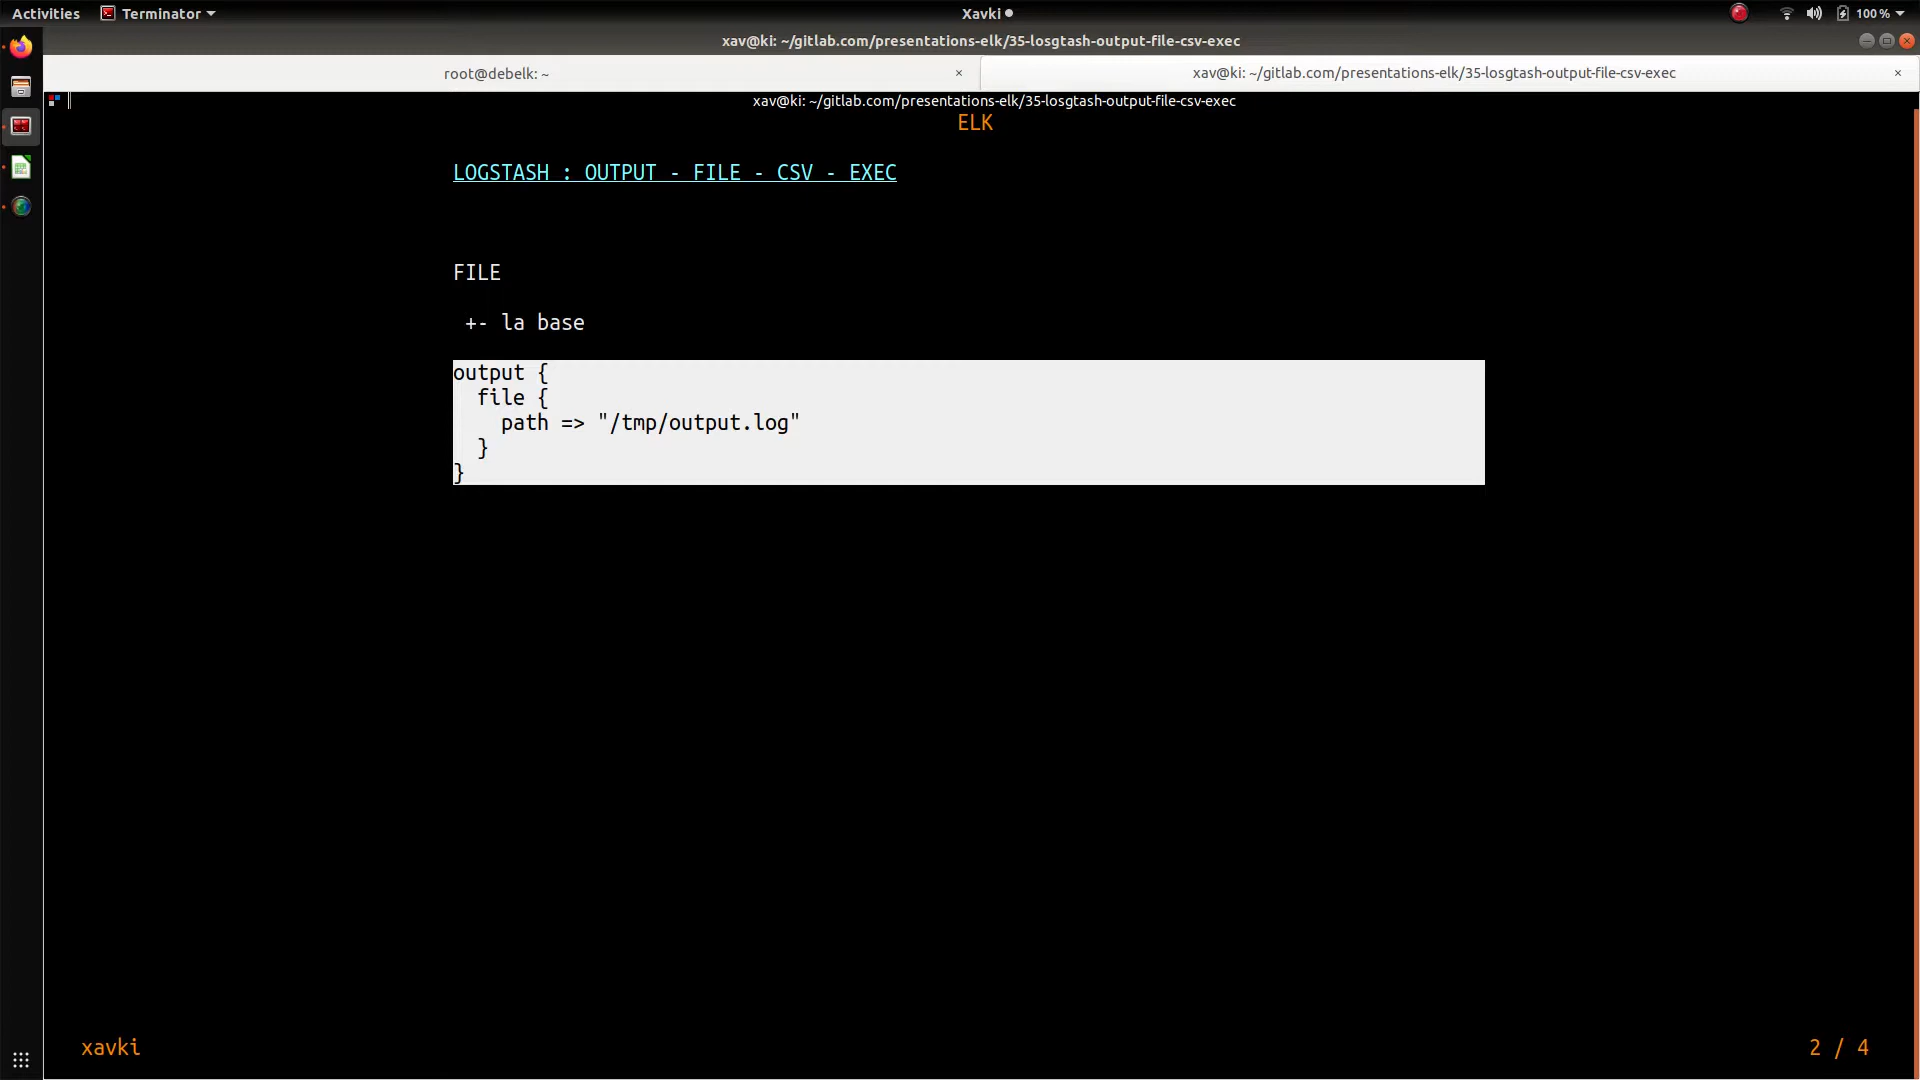 Activities Terminator Xavki 100 %
xav@ki: ~/gitlab.com/presentations-elk/35-losgtash-output-file-csv-exec
root@debelk: ~ × xav@ki: ~/gitlab.com/presentations-elk/35-losgtash-output-file-csv-exec ×
xav@ki: ~/gitlab.com/presentations-elk/35-losgtash-output-file-csv-exec
ELK
LOGSTASH : OUTPUT - FILE - CSV - EXEC
FILE
+- la base
output {
  file {
    path => "/tmp/output.log"
  }
}
xavki 2 / 4